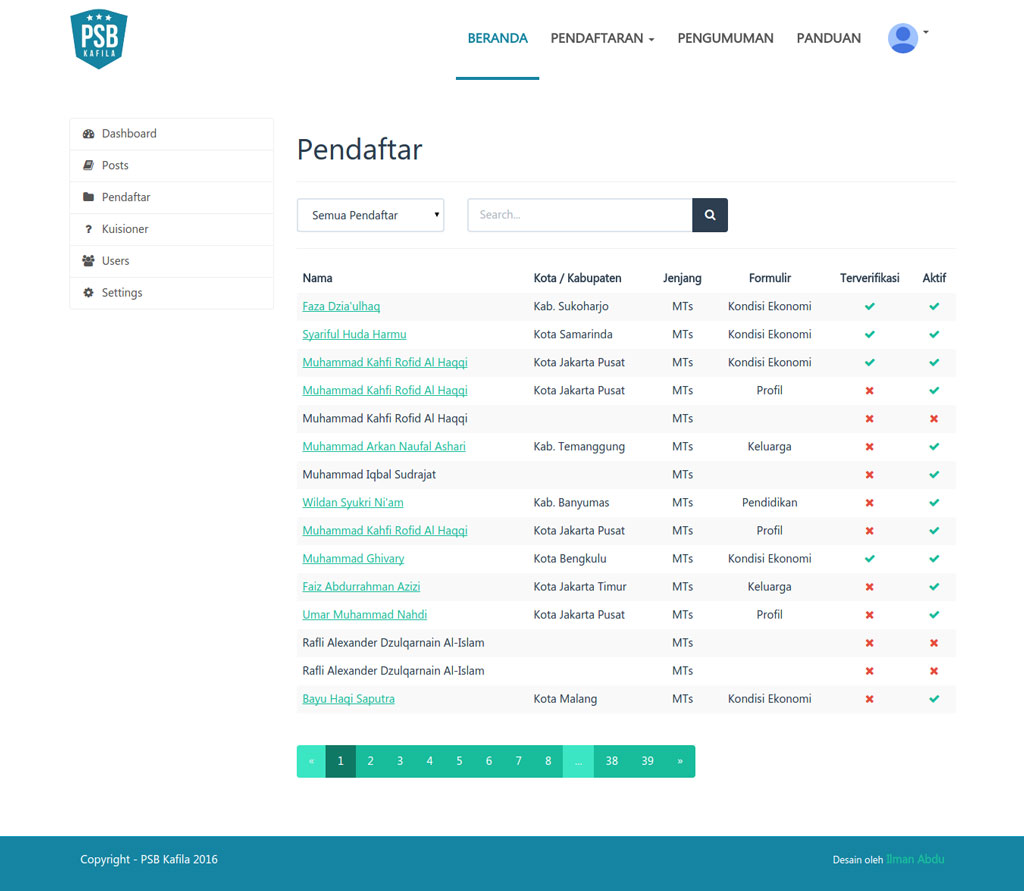 PSB
KAFILA
BERANDA PENDAFTARAN PENGUMUMAN PANDUAN
Dashboard
Posts
Pendaftar
? Kuisioner
Users
Settings
Pendaftar
Semua Pendaftar Search...
Nama Kota / Kabupaten Jenjang Formulir Terverifikasi Aktif
Faza Dzia'ulhaq Kab. Sukoharjo MTs Kondisi Ekonomi
Syariful Huda Harmu Kota Samarinda MTs Kondisi Ekonomi
Muhammad Kahfi Rofid Al Haqqi Kota Jakarta Pusat MTs Kondisi Ekonomi
Muhammad Kahfi Rofid Al Haqqi Kota Jakarta Pusat MTs Profil
Muhammad Kahfi Rofid Al Haqqi MTs
Muhammad Arkan Naufal Ashari Kab. Temanggung MTs Keluarga
Muhammad Iqbal Sudrajat MTs
Wildan Syukri Ni'am Kab. Banyumas MTs Pendidikan
Muhammad Kahfi Rofid Al Haqqi Kota Jakarta Pusat MTs Profil
Muhammad Ghivary Kota Bengkulu MTs Kondisi Ekonomi
Faiz Abdurrahman Azizi Kota Jakarta Timur MTs Keluarga
Umar Muhammad Nahdi Kota Jakarta Pusat MTs Profil
Rafli Alexander Dzulqarnain Al-Islam MTs
Rafli Alexander Dzulqarnain Al-Islam MTs
Bayu Haqi Saputra Kota Malang MTs Kondisi Ekonomi
« 1 2 3 4 5 6 7 8 ... 38 39 »
Copyright - PSB Kafila 2016 Desain oleh Ilman Abdu